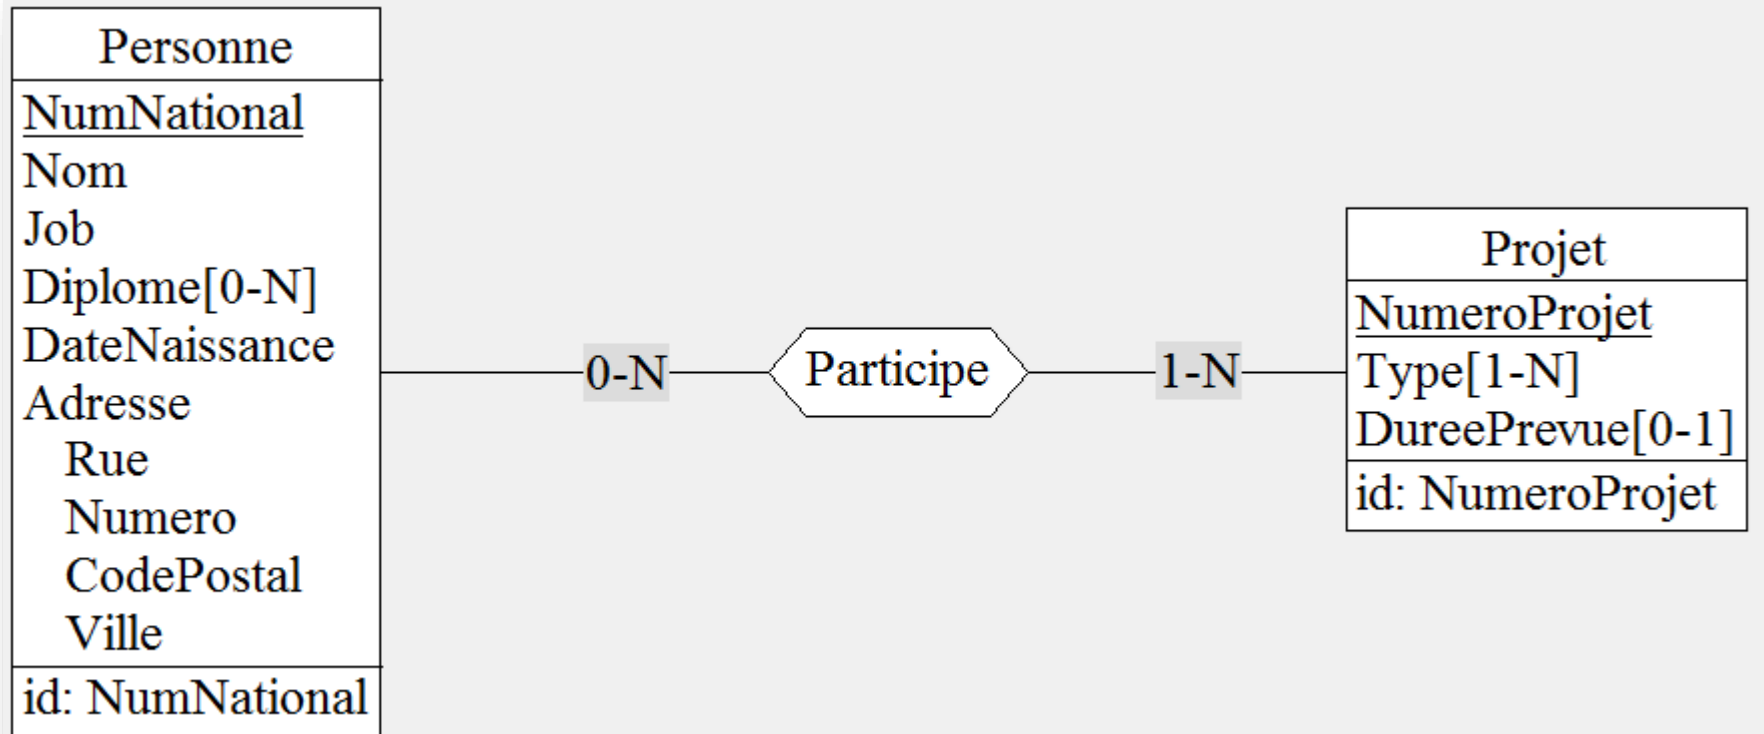 Personne
NumNational
Nom
Job
Diplome[0-N]
DateNaissance
Adresse
Rue
Numero
CodePostal
Ville
id: NumNational
0-N
Participe
1-N
Projet
NumeroProjet
Type[1-N]
DureePrevue[0-1]
id: NumeroProjet